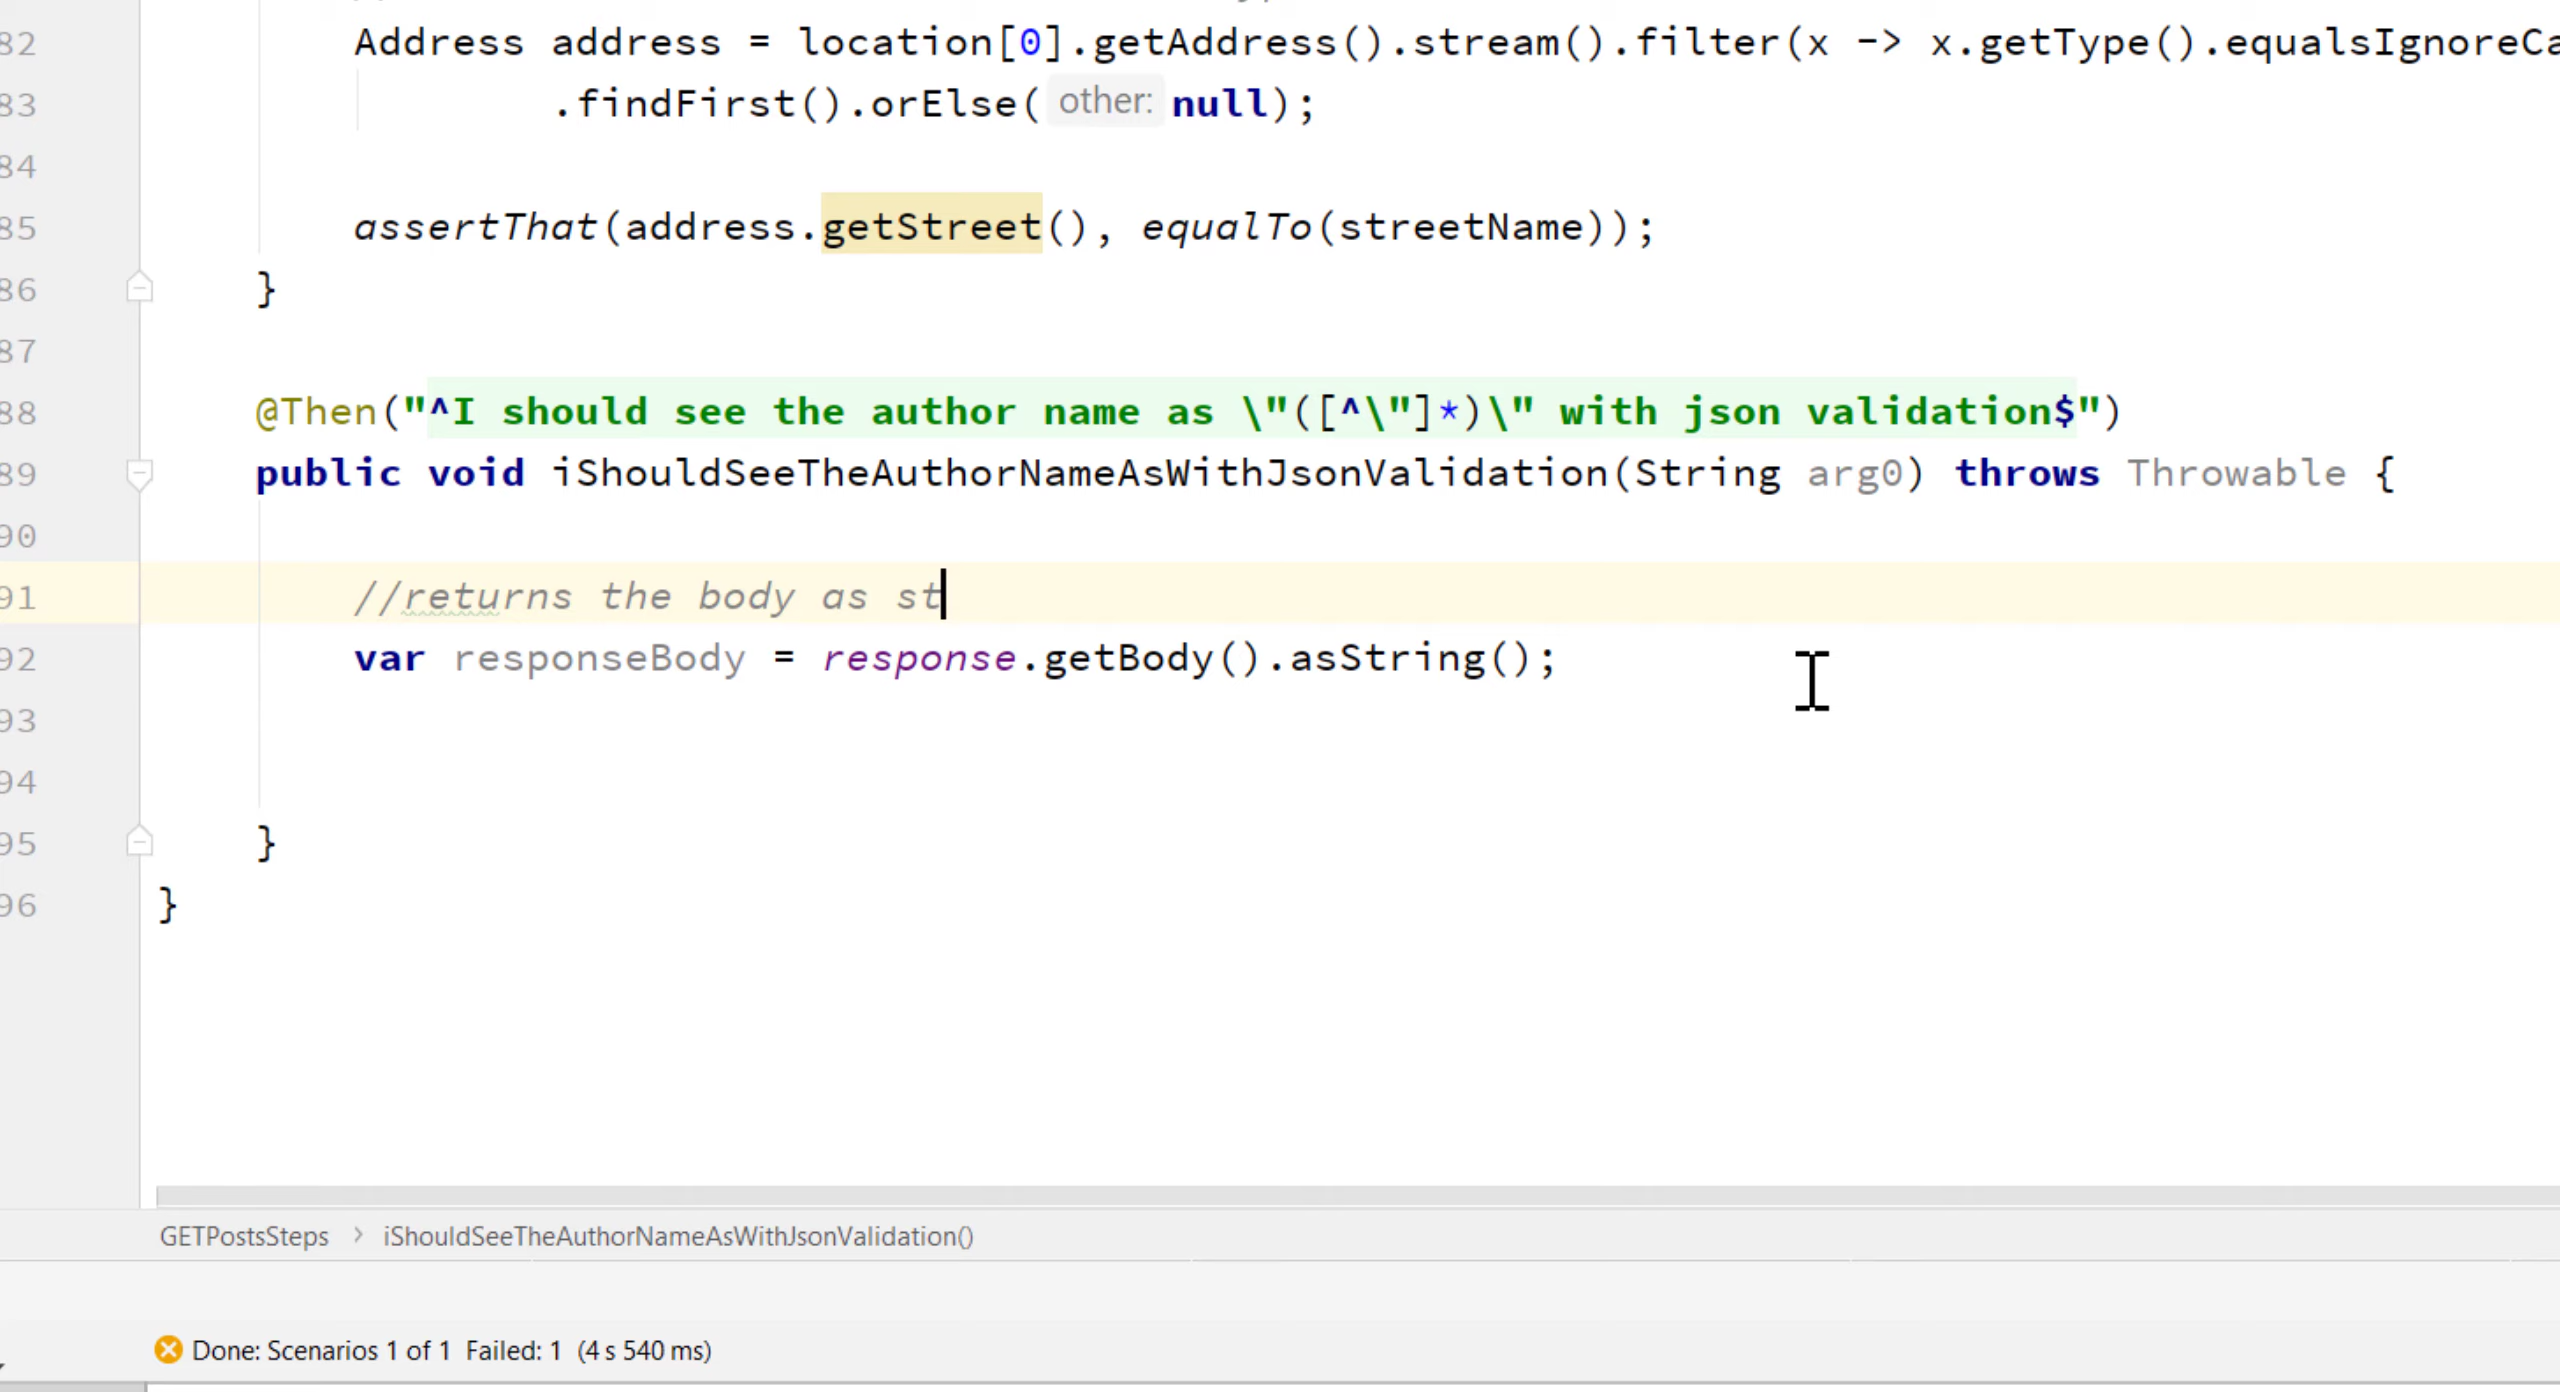 82 Address address = location[0].getAddress().stream().filter(x -> x.getType().equalsIgnoreCa
83 .findFirst().orElse( other: null);
84
85 assertThat(address.getStreet(), equalTo(streetName));
86 }
87
88 @Then("^I should see the author name as \"([^\"]*)\" with json validation$")
89 public void iShouldSeeTheAuthorNameAsWithJsonValidation(String arg0) throws Throwable {
90
91 //returns the body as st
92 var responseBody = response.getBody().asString();
93
94
95 }
96 }
GETPostsSteps > iShouldSeeTheAuthorNameAsWithJsonValidation()
Done: Scenarios 1 of 1 Failed: 1 (4 s 540 ms)